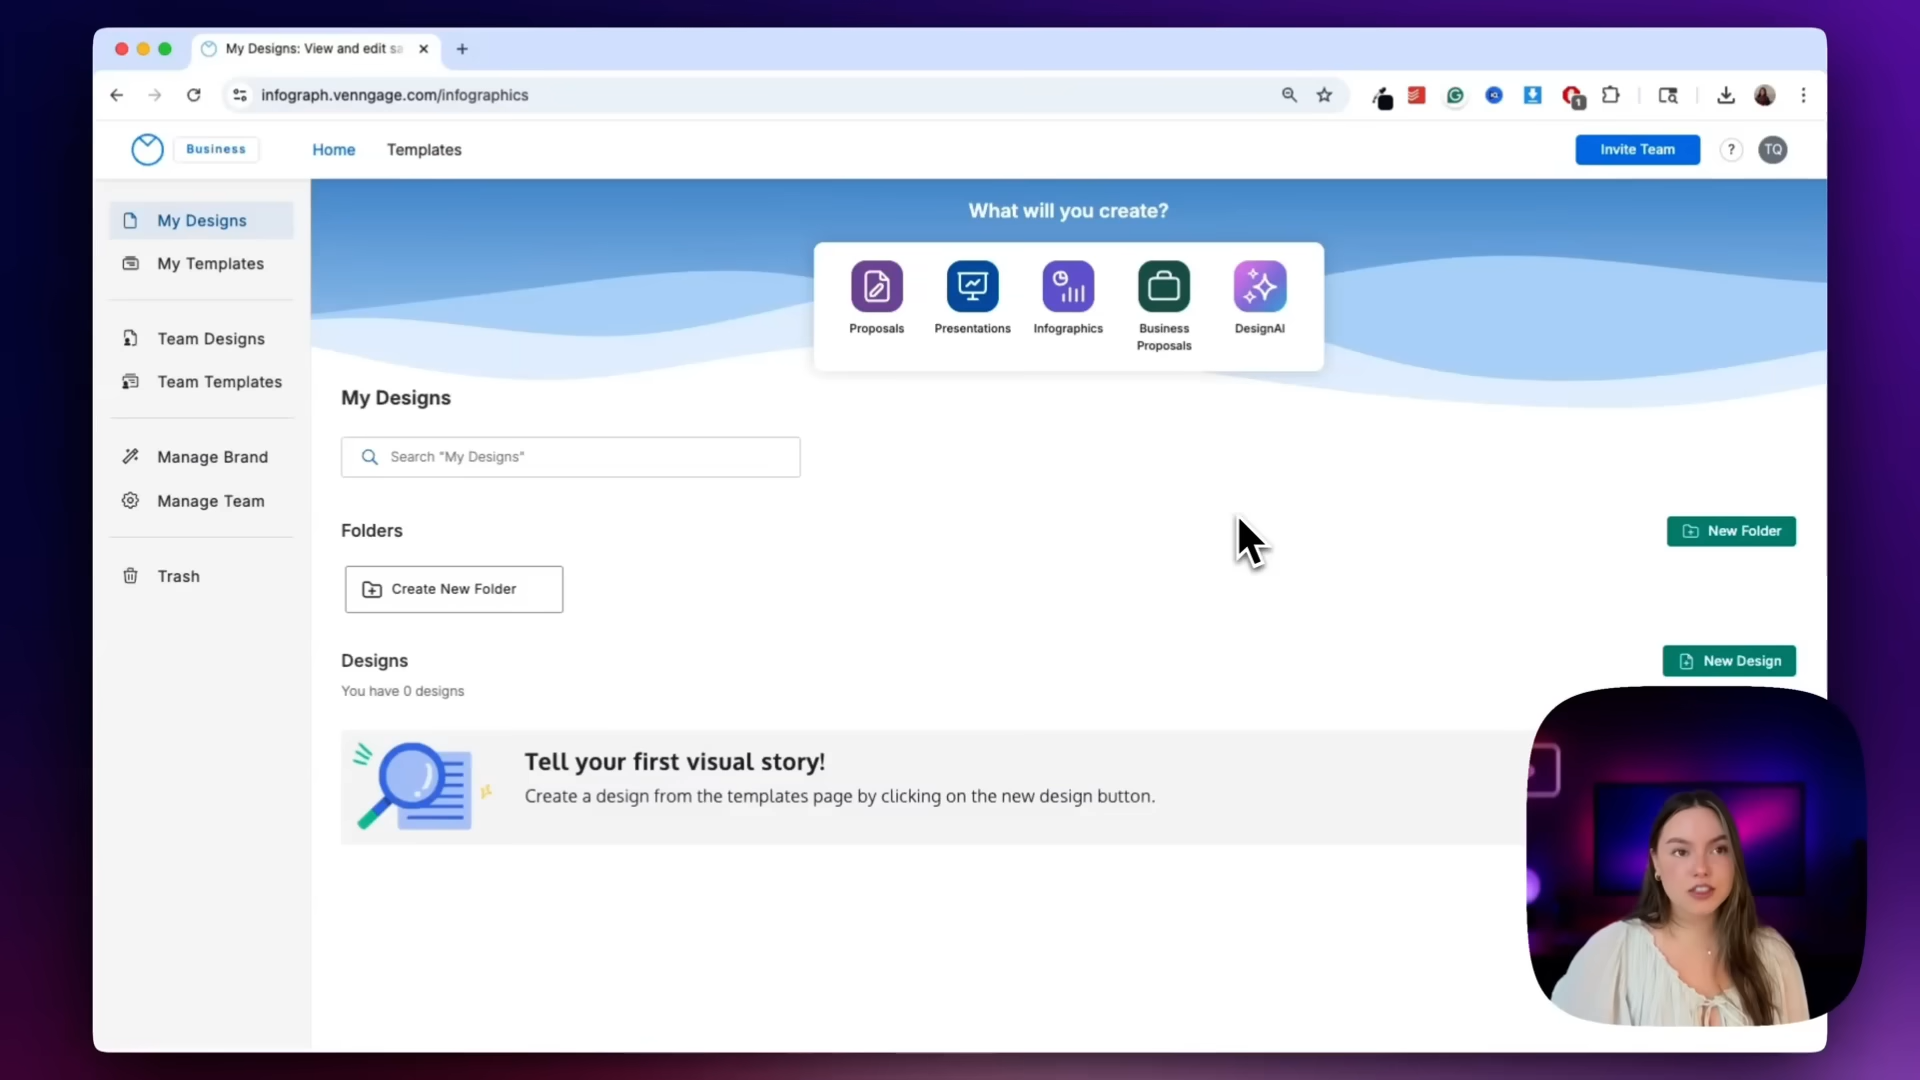 My Designs: View and edit sa
infograph.venngage.com/infographics
1
Business
Home
Templates
Invite Team
?
TQ
My Designs
My Templates
Team Designs
Team Templates
Manage Brand
Manage Team
Trash
What will you create?
Proposals
Presentations
Infographics
Business
Proposals
DesignAI
My Designs
Search "My Designs"
Folders
New Folder
Create New Folder
Designs
New Design
You have 0 designs
Tell your first visual story!
Create a design from the templates page by clicking on the new design button.